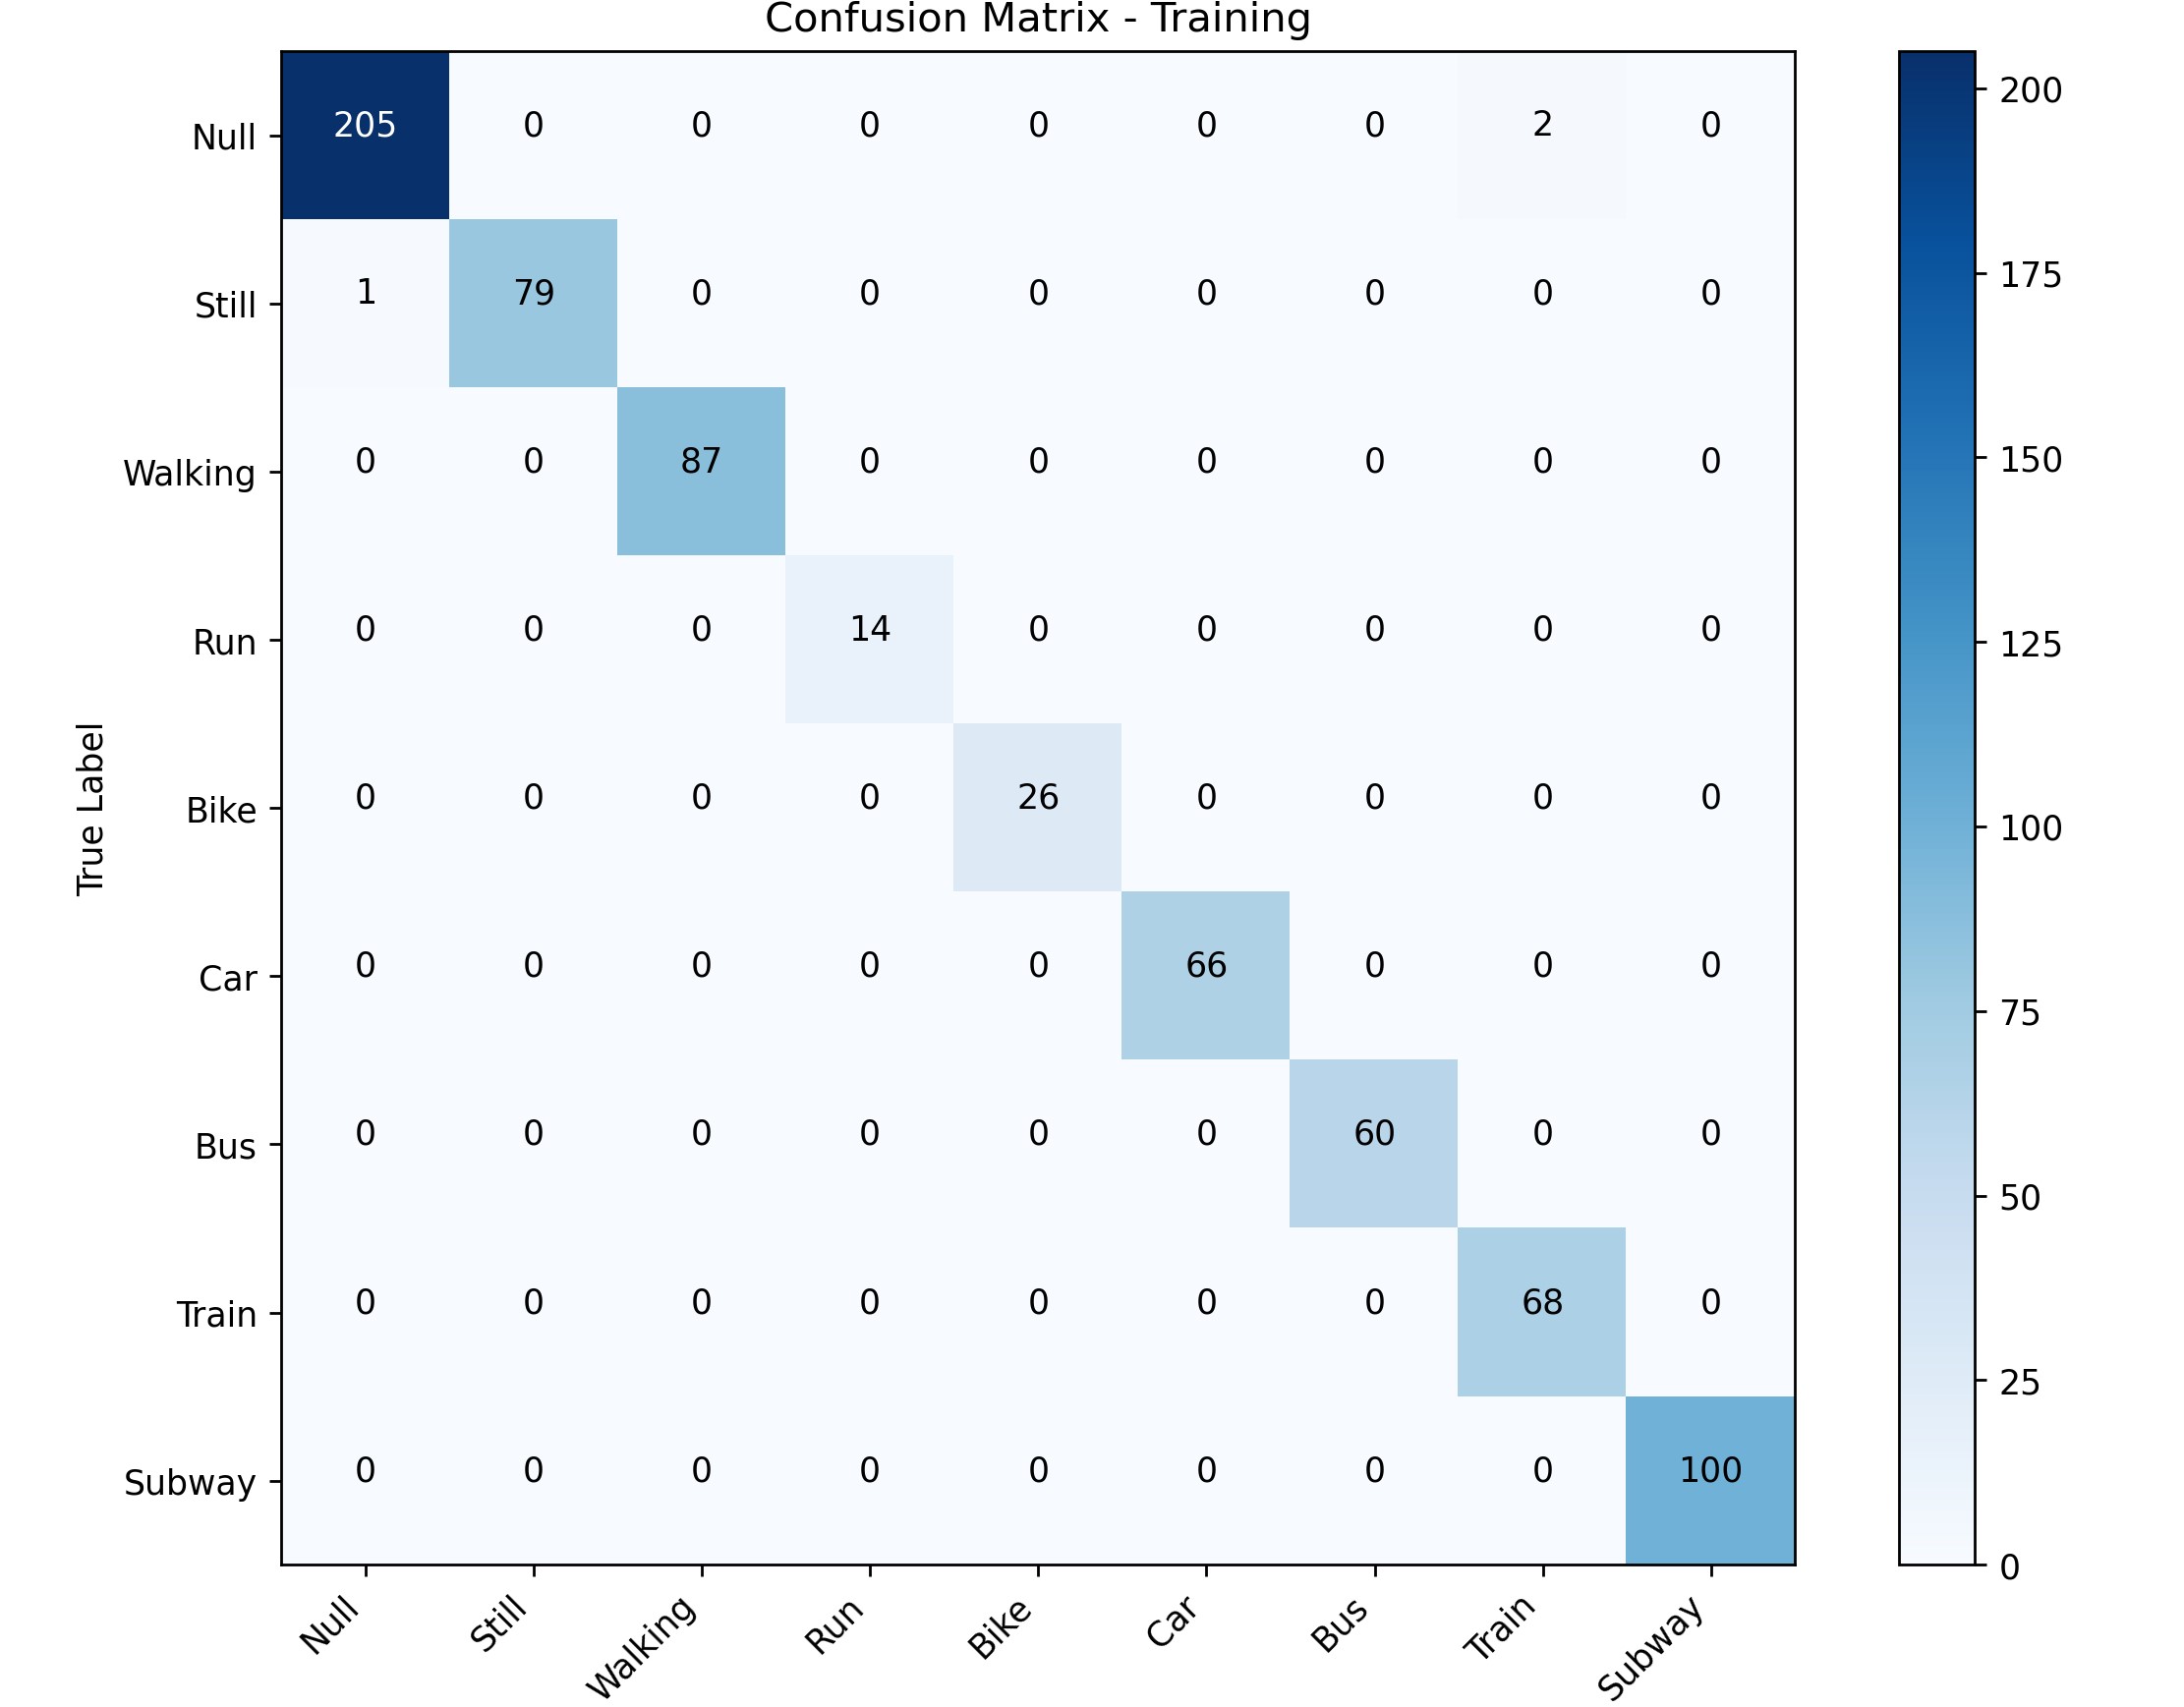 Confusion Matrix - Training
Null 205 0 0 0 0 0 0 2 0
Still 1 79 0 0 0 0 0 0 0
Walking 0 0 87 0 0 0 0 0 0
Run 0 0 0 14 0 0 0 0 0
Bike 0 0 0 0 26 0 0 0 0
Car 0 0 0 0 0 66 0 0 0
Bus 0 0 0 0 0 0 60 0 0
Train 0 0 0 0 0 0 0 68 0
Subway 0 0 0 0 0 0 0 0 100
True Label
Null Still Walking Run Bike Car Bus Train Subway
200
175
150
125
100
75
50
25
0